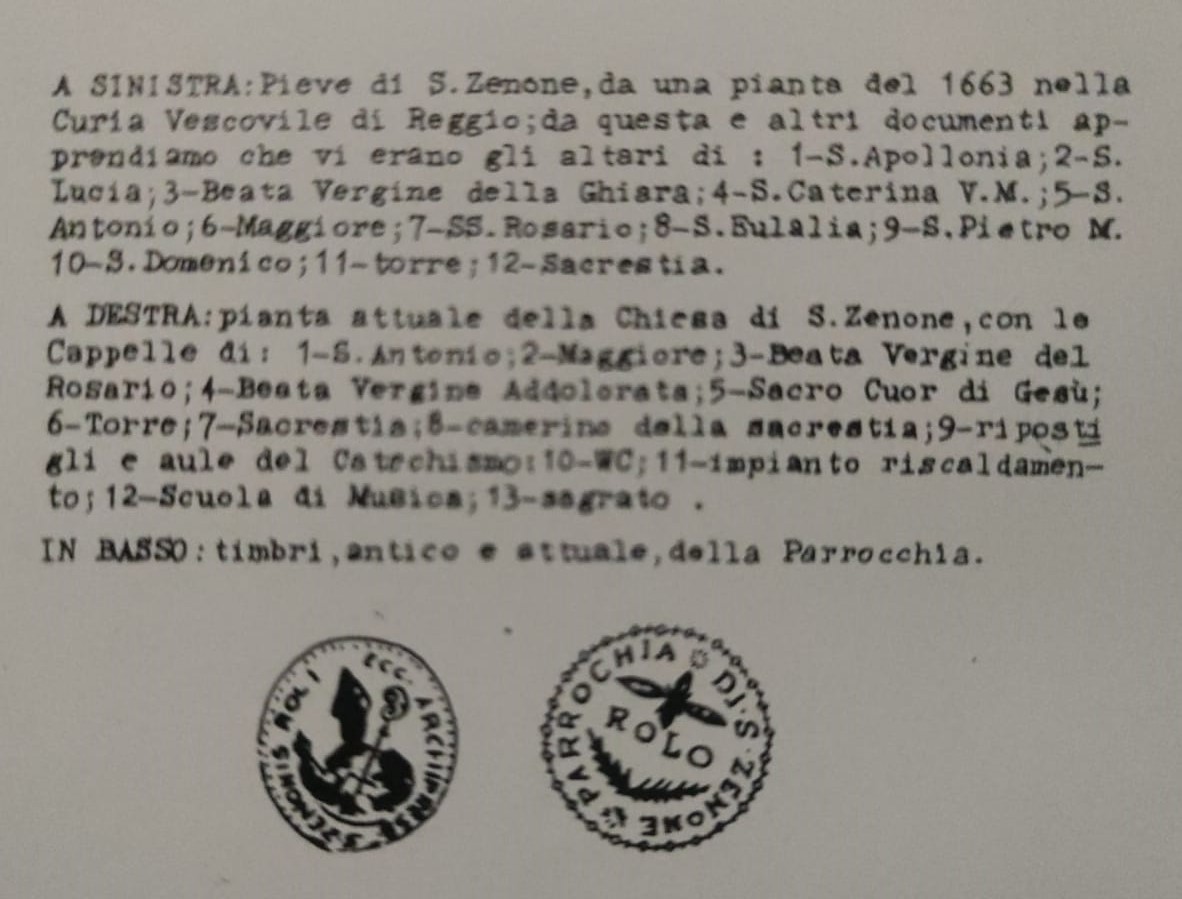 A SINISTRA:Pieve di S.Zenone,da una pianta del 1663 nella
Curia Vescovile di Reggio;da questa e altri documenti ap-
prendiamo che vi erano gli altari di : 1-S.Apollonia;2-S.
Lucia;3-Beata Vergine della Ghiara;4-S.Caterina V.M.;5-S.
Antonio;6-Maggiore;7-SS.Rosario;8-S.Eulalia;9-S.Pietro M.
10-S.Domenico;11-torre;12-Sacrestia.
A DESTRA:pianta attuale della Chiesa di S.Zenone,con le
Cappelle di: 1-S.Antonio;2-Maggiore;3-Beata Vergine del
Rosario;4-Beata Vergine Addolorata;5-Sacro Cuor di Gesù;
6-Torre;7-Sacrestia;8-camerino della sacrestia;9-riposti
gli e aule del Catechismo:10-WC;11-impianto riscaldamen-
to;12-Scuola di Musica;13-sagrato .
IN BASSO:timbri,antico e attuale,della Parrocchia.
ECC. ARCHIPRESB. S. ZENONIS ROLI
PARROCCHIA DI S. ZENONE
ROLO